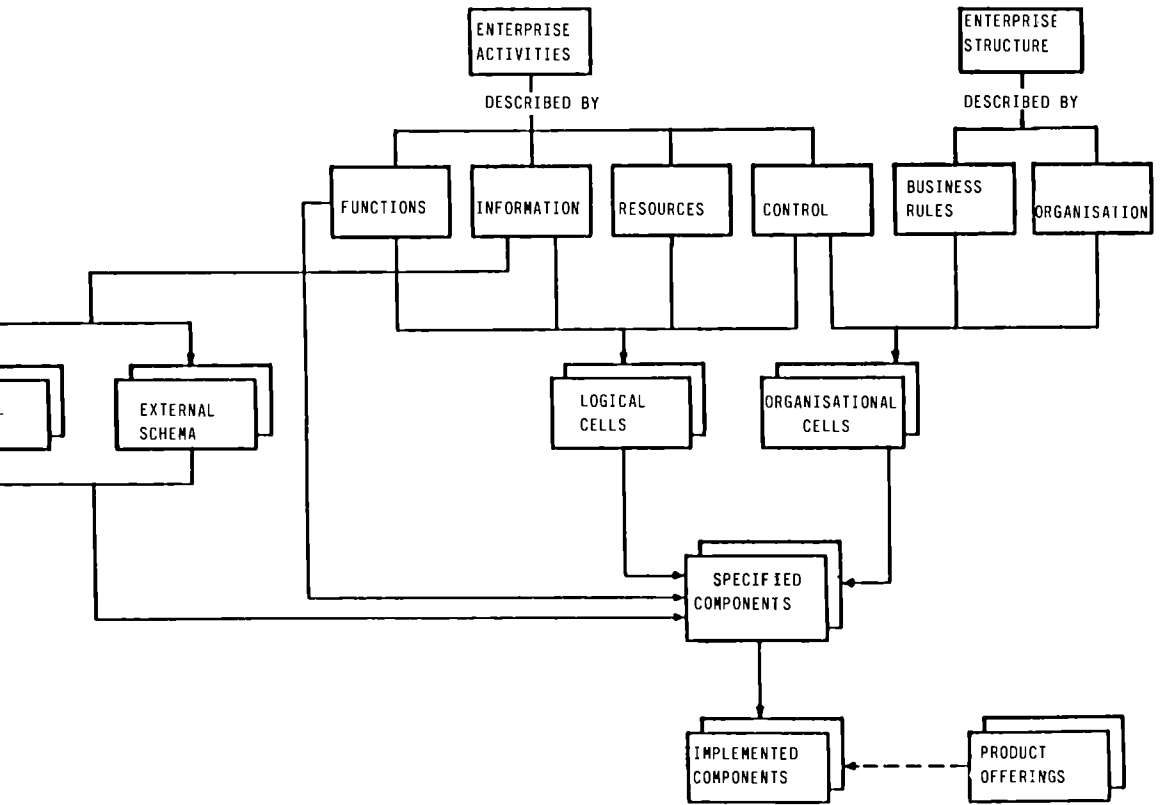 ENTERPRISE
ACTIVITIES
ENTERPRISE
STRUCTURE
DESCRIBED BY
DESCRIBED BY
FUNCTIONS
INFORMATION
RESOURCES
CONTROL
BUSINESS
RULES
ORGANISATION
EXTERNAL
SCHEMA
LOGICAL
CELLS
ORGANISATIONAL
CELLS
SPECIFIED
COMPONENTS
IMPLEMENTED
COMPONENTS
PRODUCT
OFFERINGS